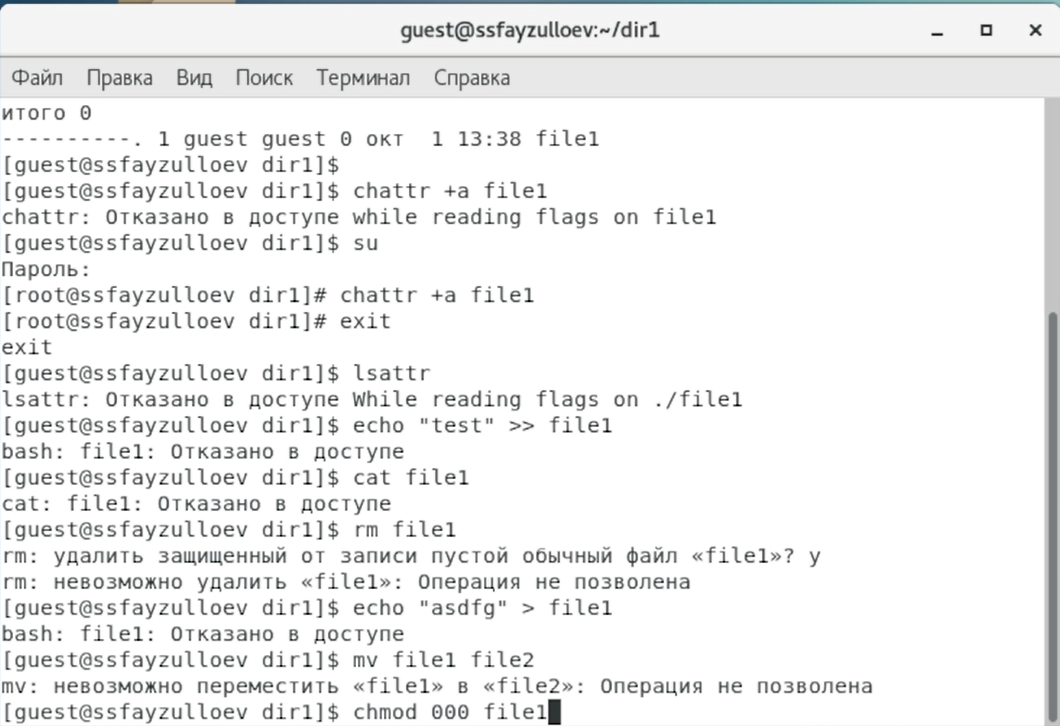 guest@ssfayzulloev:~/dir1
Файл Правка Вид Поиск Терминал Справка
итого 0
----------. 1 guest guest 0 окт  1 13:38 file1
[guest@ssfayzulloev dir1]$
[guest@ssfayzulloev dir1]$ chattr +a file1
chattr: Отказано в доступе while reading flags on file1
[guest@ssfayzulloev dir1]$ su
Пароль:
[root@ssfayzulloev dir1]# chattr +a file1
[root@ssfayzulloev dir1]# exit
exit
[guest@ssfayzulloev dir1]$ lsattr
lsattr: Отказано в доступе While reading flags on ./file1
[guest@ssfayzulloev dir1]$ echo "test" >> file1
bash: file1: Отказано в доступе
[guest@ssfayzulloev dir1]$ cat file1
cat: file1: Отказано в доступе
[guest@ssfayzulloev dir1]$ rm file1
rm: удалить защищенный от записи пустой обычный файл «file1»? y
rm: невозможно удалить «file1»: Операция не позволена
[guest@ssfayzulloev dir1]$ echo "asdfg" > file1
bash: file1: Отказано в доступе
[guest@ssfayzulloev dir1]$ mv file1 file2
mv: невозможно переместить «file1» в «file2»: Операция не позволена
[guest@ssfayzulloev dir1]$ chmod 000 file1